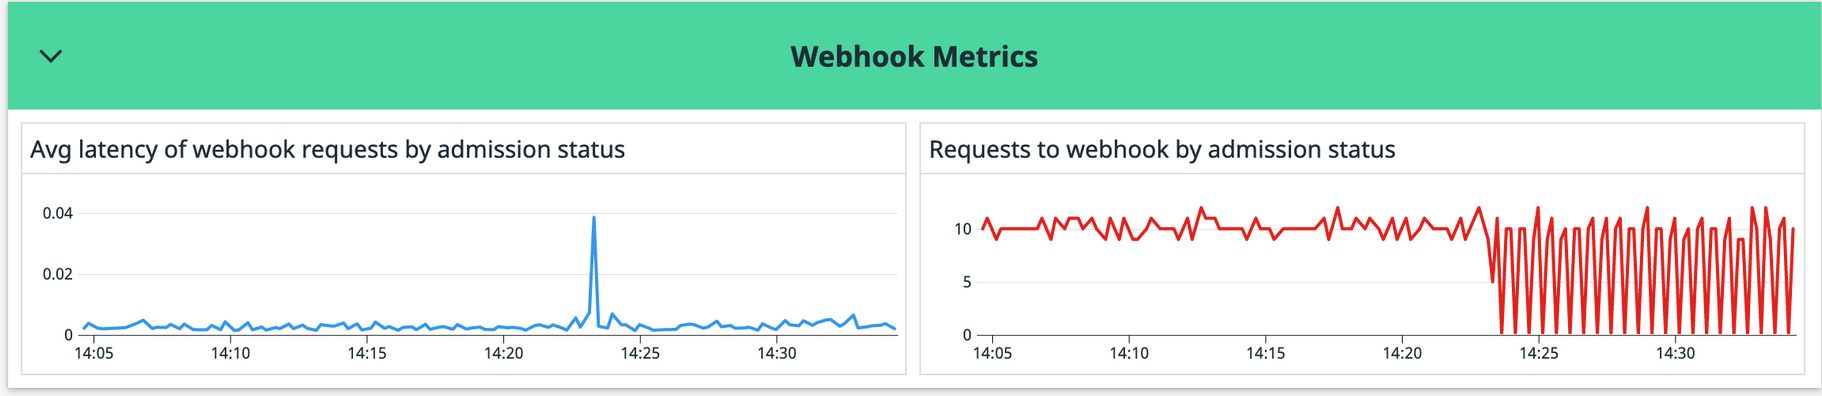 Webhook Metrics
Avg latency of webhook requests by admission status
0.04
0.02
0
14:05 14:10 14:15 14:20 14:25 14:30
Requests to webhook by admission status
10
5
0
14:05 14:10 14:15 14:20 14:25 14:30